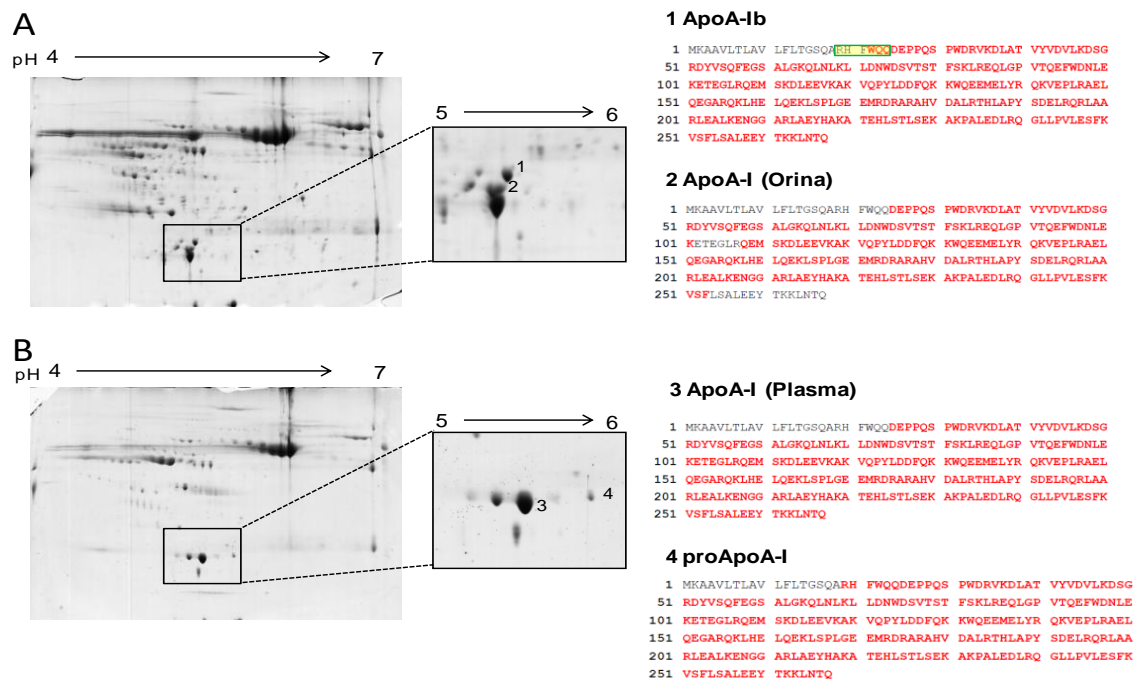 A
pH 4 7
5 6
1
2
1 ApoA-Ib
1 MKAAVLTLAV LFLTGSQARH FWQQDEPPQS PWDRVKDLAT VYVDVLKDSG
51 RDYVSQFEGS ALGKQLNLKL LDNWDSVTST FSKLREQLGP VTQEFWDNLE
101 KETEGLRQEM SKDLEEVKAK VQPYLDDFQK KWQEEMELYR QKVEPLRAEL
151 QEGARQKLHE LQEKLSPLGE EMRDRARAHV DALRTHLAPY SDELRQRLAA
201 RLEALKENGG ARLAEYHAKA TEHLSTLSEK AKPALEDLRQ GLLPVLESFK
251 VSFLSALEEY TKKLNTQ
2 ApoA-I (Orina)
1 MKAAVLTLAV LFLTGSQARH FWQQDEPPQS PWDRVKDLAT VYVDVLKDSG
51 RDYVSQFEGS ALGKQLNLKL LDNWDSVTST FSKLREQLGP VTQEFWDNLE
101 KETEGLRQEM SKDLEEVKAK VQPYLDDFQK KWQEEMELYR QKVEPLRAEL
151 QEGARQKLHE LQEKLSPLGE EMRDRARAHV DALRTHLAPY SDELRQRLAA
201 RLEALKENGG ARLAEYHAKA TEHLSTLSEK AKPALEDLRQ GLLPVLESFK
251 VSFLSALEEY TKKLNTQ
B
pH 4 7
5 6
3
4
3 ApoA-I (Plasma)
1 MKAAVLTLAV LFLTGSQARH FWQQDEPPQS PWDRVKDLAT VYVDVLKDSG
51 RDYVSQFEGS ALGKQLNLKL LDNWDSVTST FSKLREQLGP VTQEFWDNLE
101 KETEGLRQEM SKDLEEVKAK VQPYLDDFQK KWQEEMELYR QKVEPLRAEL
151 QEGARQKLHE LQEKLSPLGE EMRDRARAHV DALRTHLAPY SDELRQRLAA
201 RLEALKENGG ARLAEYHAKA TEHLSTLSEK AKPALEDLRQ GLLPVLESFK
251 VSFLSALEEY TKKLNTQ
4 proApoA-I
1 MKAAVLTLAV LFLTGSQARH FWQQDEPPQS PWDRVKDLAT VYVDVLKDSG
51 RDYVSQFEGS ALGKQLNLKL LDNWDSVTST FSKLREQLGP VTQEFWDNLE
101 KETEGLRQEM SKDLEEVKAK VQPYLDDFQK KWQEEMELYR QKVEPLRAEL
151 QEGARQKLHE LQEKLSPLGE EMRDRARAHV DALRTHLAPY SDELRQRLAA
201 RLEALKENGG ARLAEYHAKA TEHLSTLSEK AKPALEDLRQ GLLPVLESFK
251 VSFLSALEEY TKKLNTQ